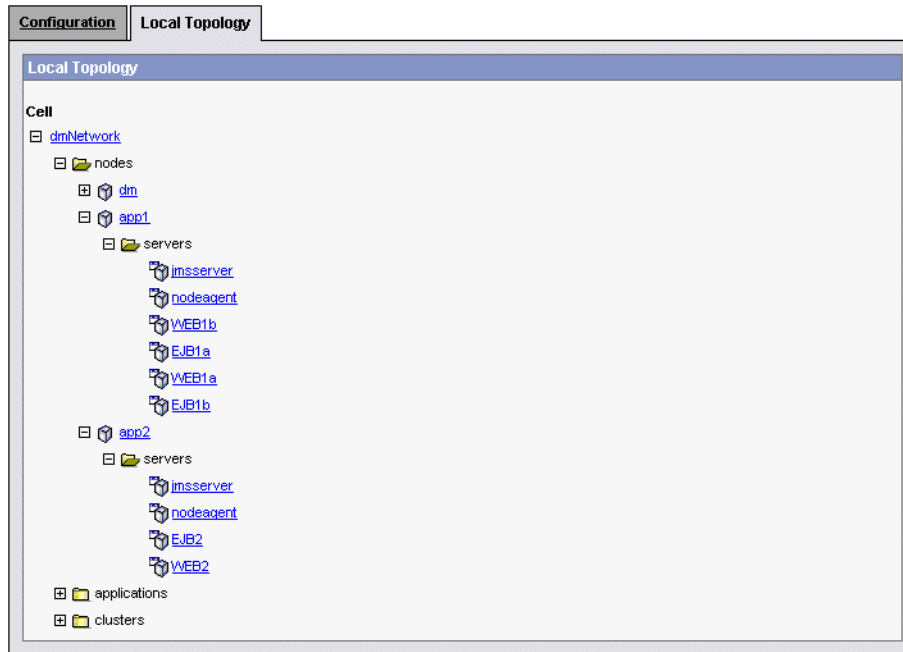 Configuration Local Topology
Local Topology
Cell
dmNetwork
nodes
dm
app1
servers
jmsserver
nodeagent
WEB1b
EJB1a
WEB1a
EJB1b
app2
servers
jmsserver
nodeagent
EJB2
WEB2
applications
clusters